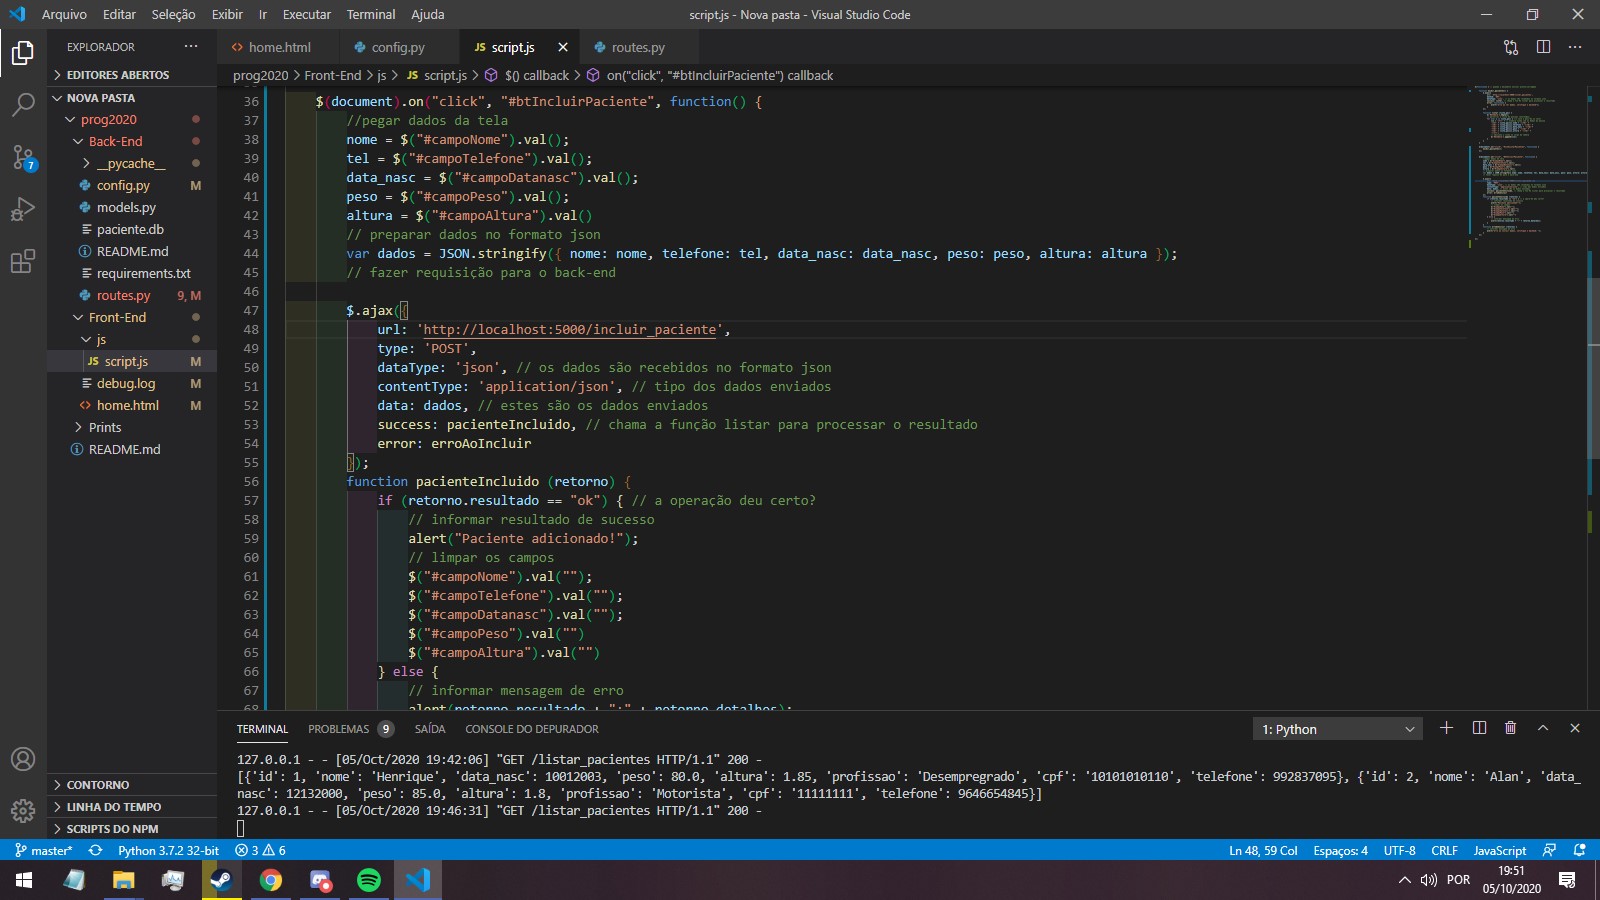 Arquivo Editar Seleção Exibir Ir Executar Terminal Ajuda
script.js - Nova pasta - Visual Studio Code
EXPLORADOR
home.html
config.py
JS script.js
routes.py
EDITORES ABERTOS
NOVA PASTA
prog2020
Back-End
__pycache__
config.py M
models.py
paciente.db
README.md
requirements.txt
routes.py 9, M
Front-End
js
JS script.js M
debug.log M
home.html M
Prints
README.md
CONTORNO
LINHA DO TEMPO
SCRIPTS DO NPM
7
prog2020 > Front-End > js > JS script.js > $() callback > on("click", "#btIncluirPaciente") callback
36 $(document).on("click", "#btIncluirPaciente", function() {
37 //pegar dados da tela
38 nome = $("#campoNome").val();
39 tel = $("#campoTelefone").val();
40 data_nasc = $("#campoDatanasc").val();
41 peso = $("#campoPeso").val();
42 altura = $("#campoAltura").val()
43 // preparar dados no formato json
44 var dados = JSON.stringify({ nome: nome, telefone: tel, data_nasc: data_nasc, peso: peso, altura: altura });
45 // fazer requisição para o back-end
46
47 $.ajax({
48 url: 'http://localhost:5000/incluir_paciente',
49 type: 'POST',
50 dataType: 'json', // os dados são recebidos no formato json
51 contentType: 'application/json', // tipo dos dados enviados
52 data: dados, // estes são os dados enviados
53 success: pacienteIncluido, // chama a função listar para processar o resultado
54 error: erroAoIncluir
55 });
56 function pacienteIncluido (retorno) {
57 if (retorno.resultado == "ok") { // a operação deu certo?
58 // informar resultado de sucesso
59 alert("Paciente adicionado!");
60 // limpar os campos
61 $("#campoNome").val("");
62 $("#campoTelefone").val("");
63 $("#campoDatanasc").val("");
64 $("#campoPeso").val("")
65 $("#campoAltura").val("")
66 } else {
67 // informar mensagem de erro
68 alert(retorno.resultado + ":" + retorno.detalhes);
TERMINAL PROBLEMAS 9 SAÍDA CONSOLE DO DEPURADOR
1: Python
127.0.0.1 - - [05/Oct/2020 19:42:06] "GET /listar_pacientes HTTP/1.1" 200 -
[{'id': 1, 'nome': 'Henrique', 'data_nasc': 10012003, 'peso': 80.0, 'altura': 1.85, 'profissao': 'Desempregrado', 'cpf': '10101010110', 'telefone': 992837095}, {'id': 2, 'nome': 'Alan', 'data_
nasc': 12132000, 'peso': 85.0, 'altura': 1.8, 'profissao': 'Motorista', 'cpf': '11111111', 'telefone': 9646654845}]
127.0.0.1 - - [05/Oct/2020 19:46:31] "GET /listar_pacientes HTTP/1.1" 200 -
master* Python 3.7.2 32-bit 3 6
Ln 48, 59 Col Espaços: 4 UTF-8 CRLF JavaScript
POR
19:51
05/10/2020